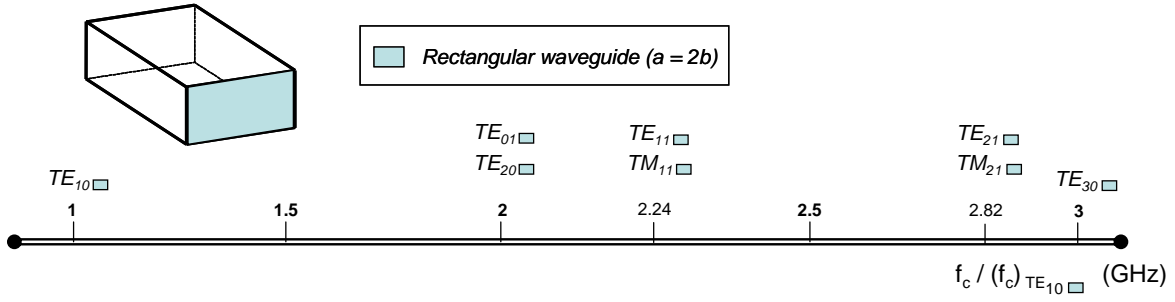 Rectangular waveguide (a = 2b)
TE01 TE11 TE21
TE20 TM11 TM21
TE10 TE30
1 1.5 2 2.24 2.5 2.82 3
fc / (fc) TE10 (GHz)